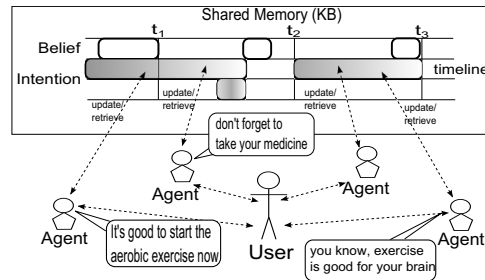 Shared Memory (KB)
t1 t2 t3
Belief
Intention
timeline
update/
retrieve
update/
retrieve
update/
retrieve
update/
retrieve
don't forget to
take your medicine
Agent
Agent
Agent
It's good to start the
aerobic exercise now
User
you know, exercise
is good for your brain
Agent